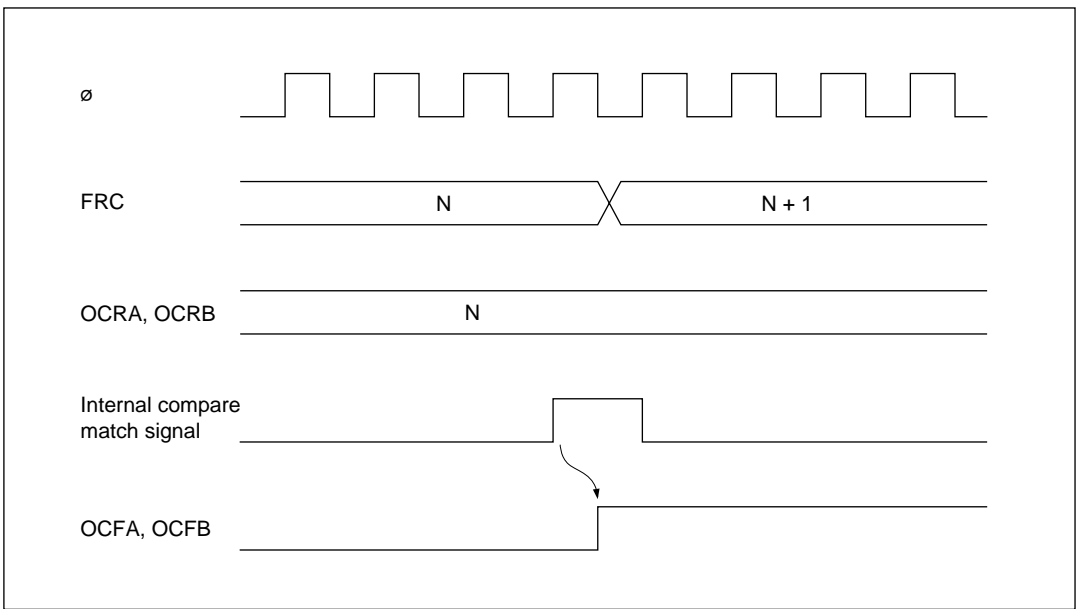 ø
FRC
N
N + 1
OCRA, OCRB
N
Internal compare
match signal
OCFA, OCFB